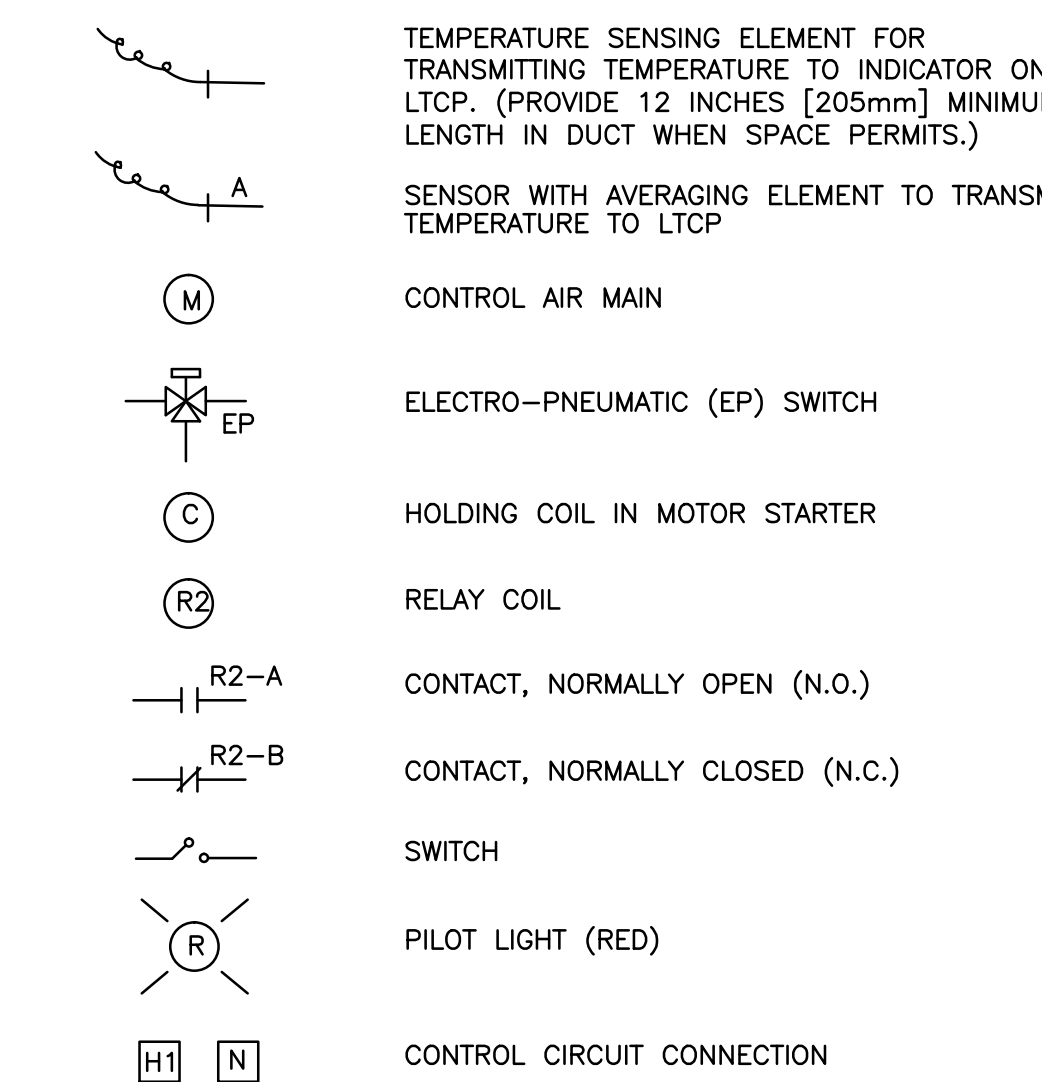 TEMPERATURE SENSING ELEMENT FOR
TRANSMITTING TEMPERATURE TO INDICATOR ON
LTCP. (PROVIDE 12 INCHES [205mm]
LENGTH IN DUCT WHEN SPACE PERMITS.)
A
SENSOR WITH AVERAGING ELEMENT TO
TEMPERATURE TO LTCP
M CONTROL AIR MAIN
EP ELECTRO-PNEUMATIC (EP) SWITCH
C HOLDING COIL IN MOTOR STARTER
R2 RELAY COIL
R2-A CONTACT, NORMALLY OPEN (N.O.)
R2-B CONTACT, NORMALLY CLOSED (N.C.)
SWITCH
R PILOT LIGHT (RED)
H1 N CONTROL CIRCUIT CONNECTION